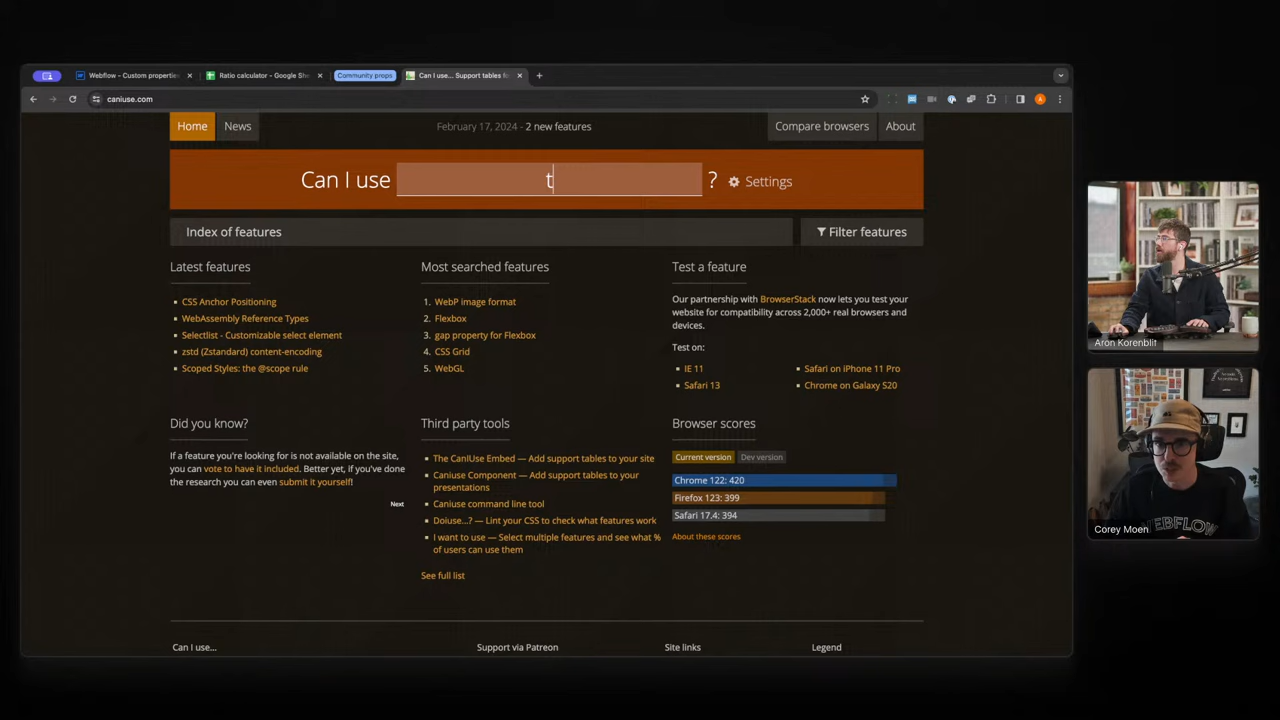 Webflow - Custom propertie
Ratio calculator - Google She
Community props
Can I use... Support tables fo
caniuse.com
Home
News
February 17, 2024 - 2 new features
Compare browsers
About
Can I use
t
?
Settings
Index of features
Filter features
Latest features
CSS Anchor Positioning
WebAssembly Reference Types
Selectlist - Customizable select element
zstd (Zstandard) content-encoding
Scoped Styles: the @scope rule
Most searched features
1. WebP image format
2. Flexbox
3. gap property for Flexbox
4. CSS Grid
5. WebGL
Test a feature
Our partnership with BrowserStack now lets you test your
website for compatibility across 2,000+ real browsers and
devices.
Test on:
IE 11
Safari 13
Safari on iPhone 11 Pro
Chrome on Galaxy S20
Did you know?
If a feature you're looking for is not available on the site,
you can vote to have it included. Better yet, if you've done
the research you can even submit it yourself!
Next
Third party tools
The CanIUse Embed — Add support tables to your site
Caniuse Component — Add support tables to your
presentations
Caniuse command line tool
Doiuse...? — Lint your CSS to check what features work
I want to use — Select multiple features and see what %
of users can use them
See full list
Browser scores
Current version
Dev version
Chrome 122: 420
Firefox 123: 399
Safari 17.4: 394
About these scores
Can I use...
Support via Patreon
Site links
Legend
Aron Korenblit
WEBFLOW
Corey Moen